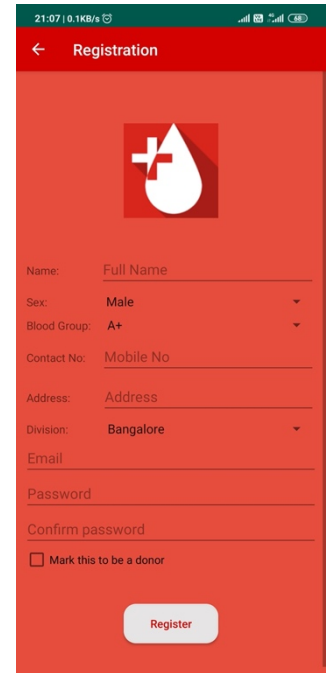 21:07 | 0.1KB/s
4G
68
Registration
Name: Full Name
Sex: Male
Blood Group: A+
Contact No: Mobile No
Address: Address
Division: Bangalore
Email
Password
Confirm password
Mark this to be a donor
Register